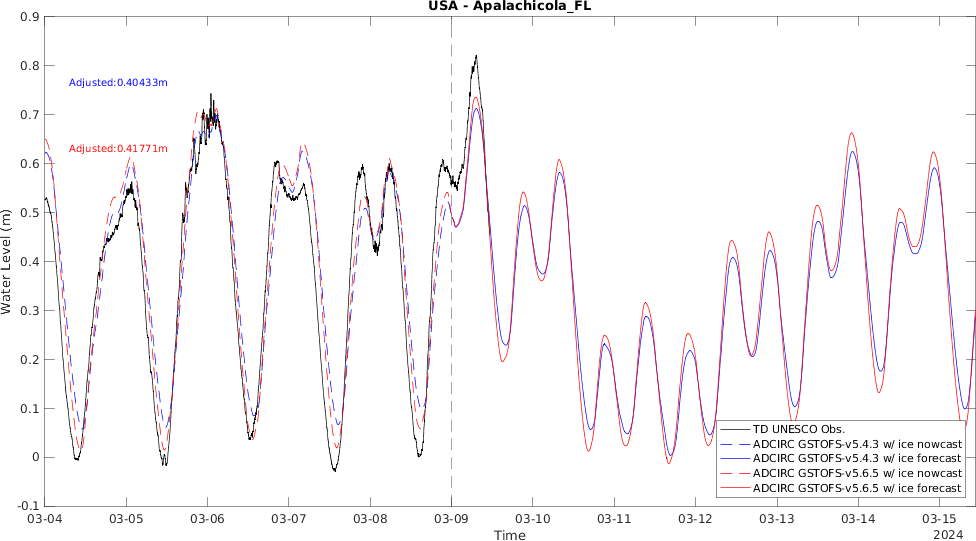 USA - Apalachicola_FL
0.9
0.8
0.7
0.6
0.5
0.4
0.3
0.2
0.1
0
-0.1
Water Level (m)
Adjusted:0.40433m
Adjusted:0.41771m
TD UNESCO Obs.
ADCIRC GSTOFS-v5.4.3 w/ ice nowcast
ADCIRC GSTOFS-v5.4.3 w/ ice forecast
ADCIRC GSTOFS-v5.6.5 w/ ice nowcast
ADCIRC GSTOFS-v5.6.5 w/ ice forecast
03-04 03-05 03-06 03-07 03-08 03-09 03-10 03-11 03-12 03-13 03-14 03-15
Time
2024